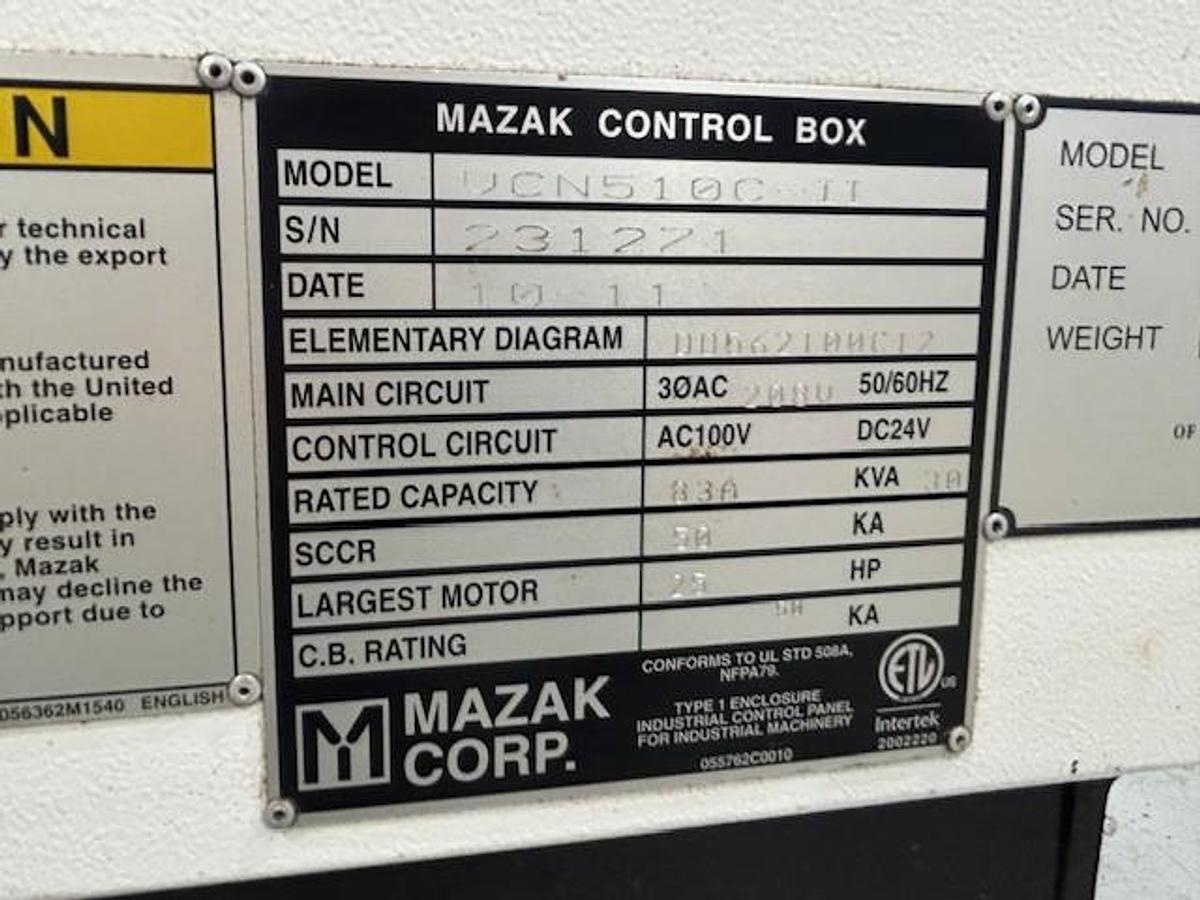 N
r technical
y the export
nufactured
th the United
pplicable
ply with the
y result in
. Mazak
may decline the
pport due to
056362M1540 ENGLISH
MAZAK CONTROL BOX
MODEL VCN510C-II
S/N 231271
DATE 10 11
ELEMENTARY DIAGRAM
MAIN CIRCUIT 3ØAC 208V 50/60HZ
CONTROL CIRCUIT AC100V DC24V
RATED CAPACITY 83A KVA 30
SCCR 50 KA
LARGEST MOTOR 25 HP
C.B. RATING 50 KA
MAZAK
CORP.
CONFORMS TO UL STD 508A,
NFPA79.
TYPE 1 ENCLOSURE
INDUSTRIAL CONTROL PANEL
FOR INDUSTRIAL MACHINERY
055762C0010
ETL
US
Intertek
2002220
MODEL
SER. NO.
DATE
WEIGHT
OF